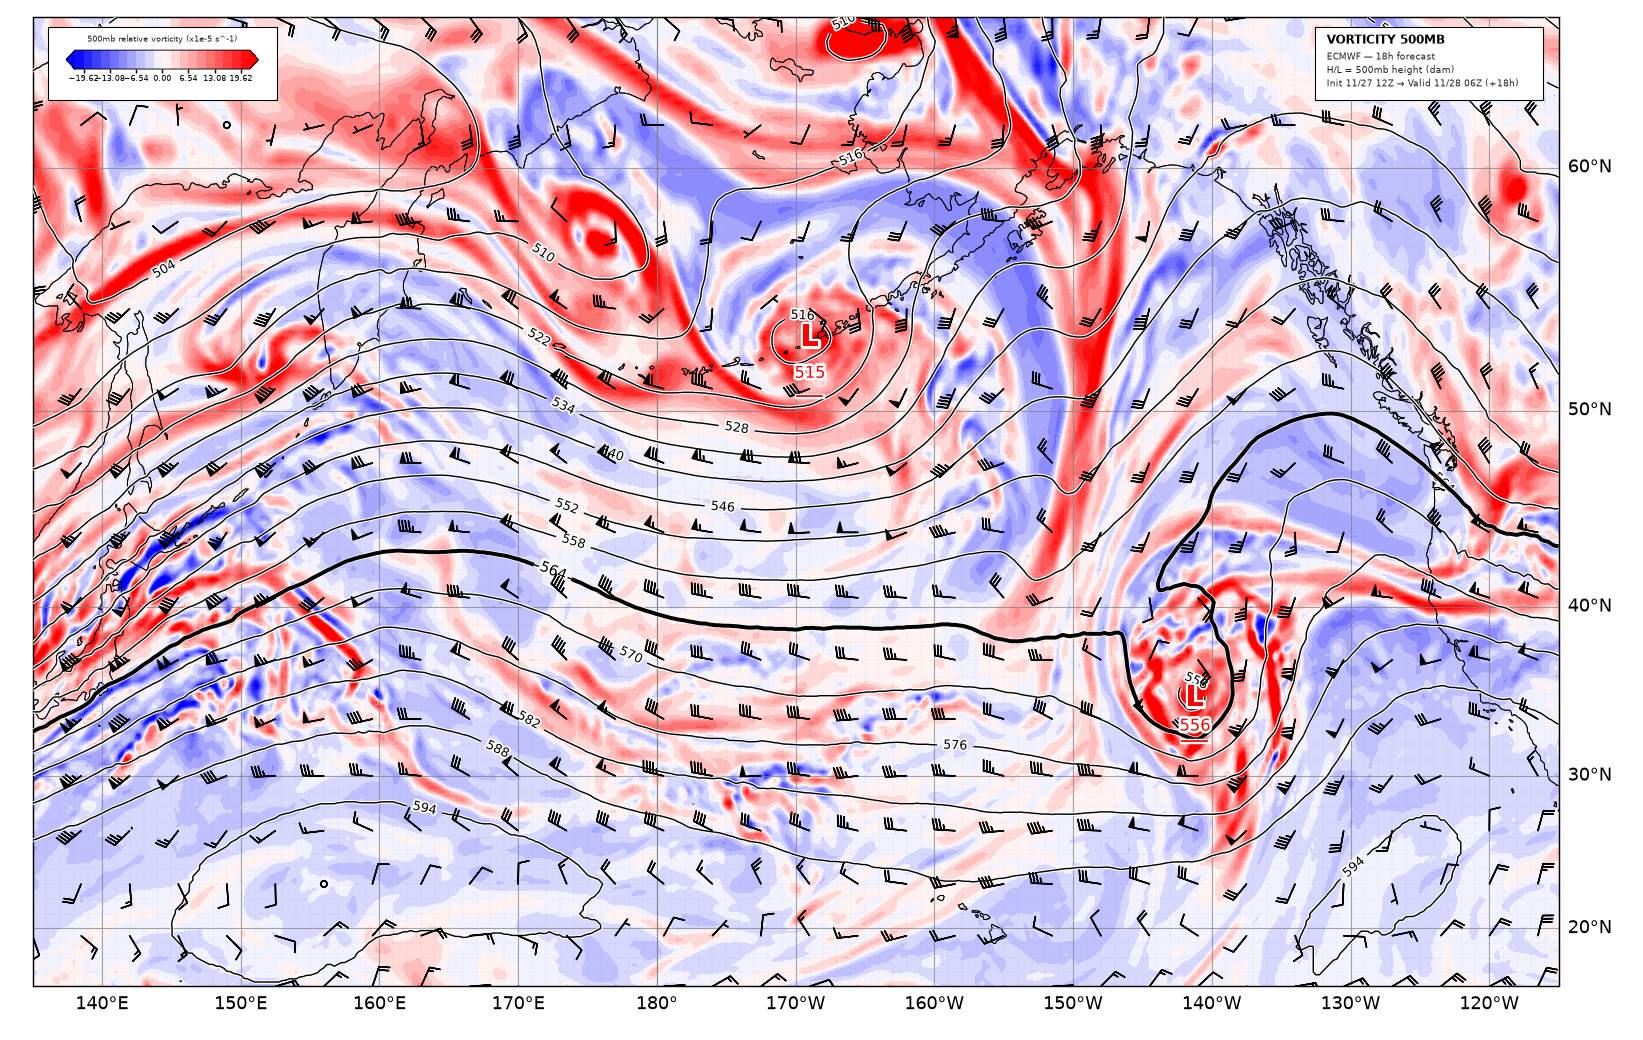 500mb relative vorticity (x1e-5 s^-1)
−19.62 −13.08 −6.54 0.00 6.54 13.08 19.62
VORTICITY 500MB
ECMWF — 18h forecast
H/L = 500mb height (dam)
Init 11/27 12Z → Valid 11/28 06Z (+18h)
510
516
60°N
510
504
516
L
515
522
534
50°N
528
540
546
552
558
564
40°N
570
558
L
556
582
576
588
30°N
594
594
20°N
140°E 150°E 160°E 170°E 180° 170°W 160°W 150°W 140°W 130°W 120°W